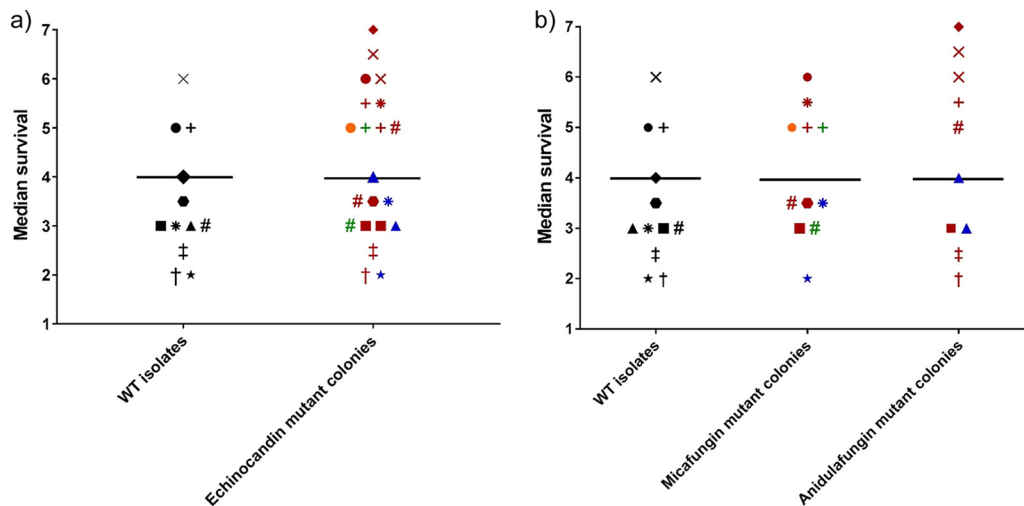 a)
Median survival
7
6
5
4
3
2
1
WT isolates
Echinocandin mutant colonies
b)
Median survival
7
6
5
4
3
2
1
WT isolates
Micafungin mutant colonies
Anidulafungin mutant colonies